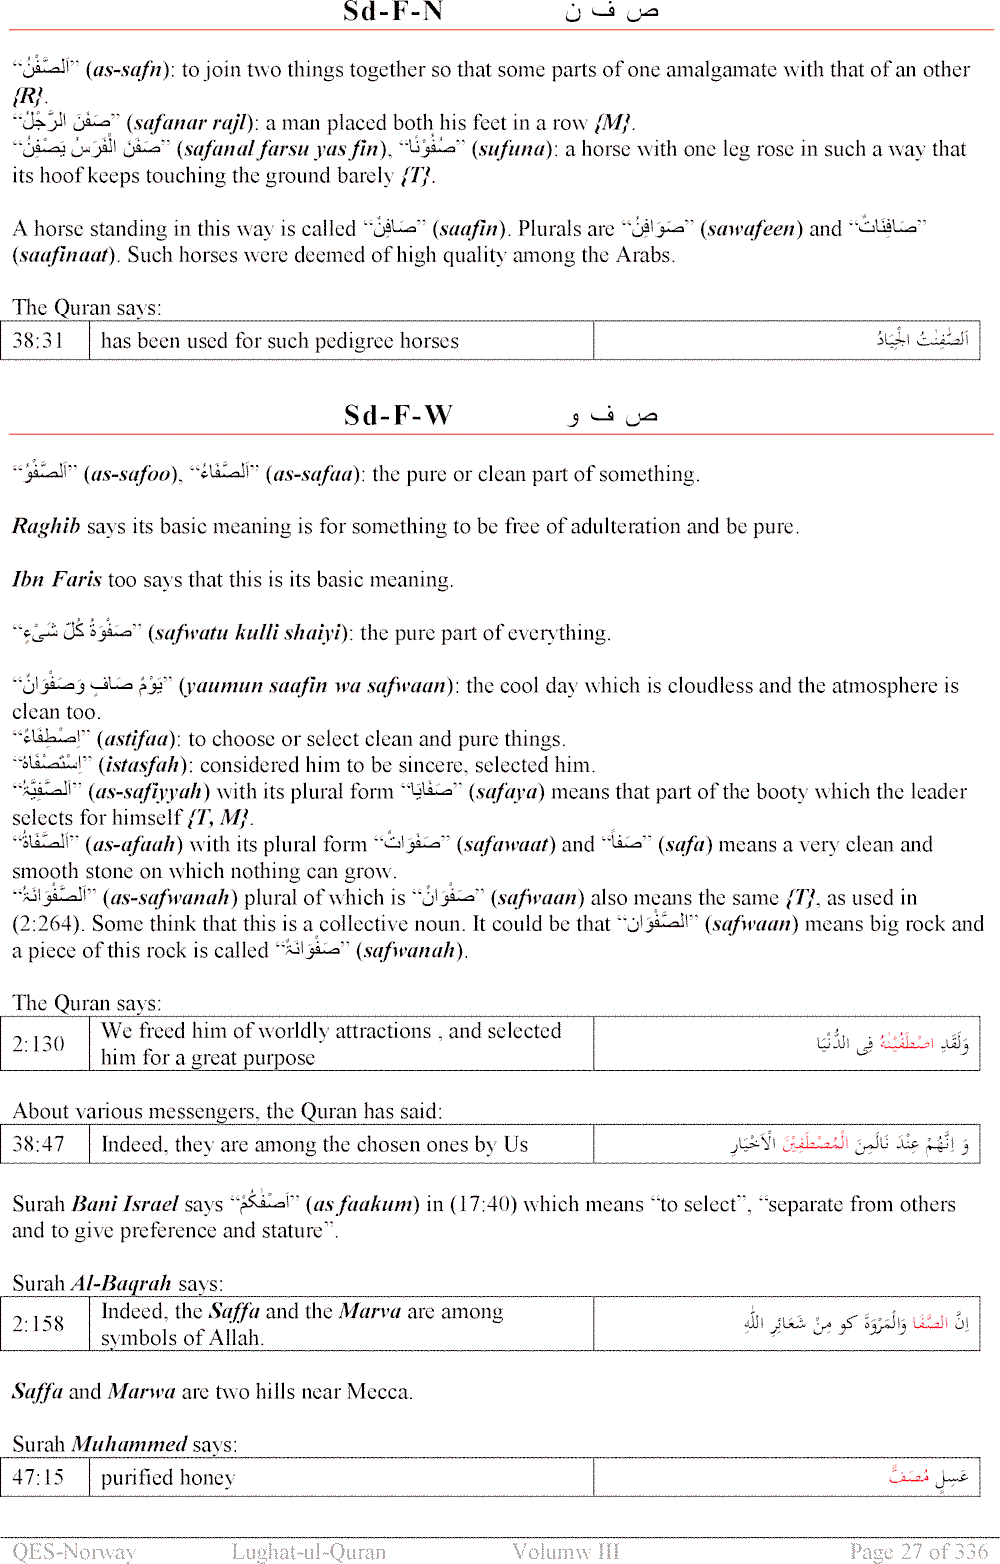 Sd-F-N ص ف ن
“اَلصَّفْنُ” (as-safn): to join two things together so that some parts of one amalgamate with that of an other
{R}.
“صَفَنَ الرَّجُلُ” (safanar rajl): a man placed both his feet in a row {M}.
“صَفَنَ الْفَرَسُ يَصْفِنُ” (safanal farsu yas fin), “صُفُوْنًا” (sufuna): a horse with one leg rose in such a way that
its hoof keeps touching the ground barely {T}.
A horse standing in this way is called “صَافِنٌ” (saafin). Plurals are “صَوَافِنُ” (sawafeen) and “صَافِنَاتٌ”
(saafinaat). Such horses were deemed of high quality among the Arabs.
The Quran says:
38:31 has been used for such pedigree horses اَلصّٰفِنٰتُ الْجِيَادُ
Sd-F-W ص ف و
“اَلصَّفْوُ” (as-safoo), “اَلصَّفَاءُ” (as-safaa): the pure or clean part of something.
Raghib says its basic meaning is for something to be free of adulteration and be pure.
Ibn Faris too says that this is its basic meaning.
“صَفْوَةُ كُلِّ شَیْءٍ” (safwatu kulli shaiyi): the pure part of everything.
“يَوْمٌ صَافٍ وَصَفْوَانٌ” (yaumun saafin wa safwaan): the cool day which is cloudless and the atmosphere is
clean too.
“اِصْطِفَاءٌ” (astifaa): to choose or select clean and pure things.
“اِسْتَصْفَاهُ” (istasfah): considered him to be sincere, selected him.
“اَلصَّفِيَّۃُ” (as-safiyyah) with its plural form “صَفَايَا” (safaya) means that part of the booty which the leader
selects for himself {T, M}.
“اَلصَّفَاۃُ” (as-afaah) with its plural form “صَفَوَاتٌ” (safawaat) and “صَفاً” (safa) means a very clean and
smooth stone on which nothing can grow.
“اَلصَّفْوَانَۃُ” (as-safwanah) plural of which is “صَفْوَانٌ” (safwaan) also means the same {T}, as used in
(2:264). Some think that this is a collective noun. It could be that “الصَّفْوَان” (safwaan) means big rock and
a piece of this rock is called “صَفْوَانَۃٌ” (safwanah).
The Quran says:
2:130 We freed him of worldly attractions , and selected وَلَقَدِ اصْطَفَيْنٰهُ فِی الدُّنْيَا
him for a great purpose
About various messengers, the Quran has said:
38:47 Indeed, they are among the chosen ones by Us وَ اِنَّهُمْ عِنْدَ نَالَمِنَ الْمُصْطَفَيْنَ الْاَخْيَارِ
Surah Bani Israel says “اَصْفٰكُمْ” (as faakum) in (17:40) which means “to select”, “separate from others
and to give preference and stature”.
Surah Al-Baqrah says:
2:158 Indeed, the Saffa and the Marva are among اِنَّ الصَّفَا وَالْمَرْوَةَ كو مِنْ شَعَائِرِ اللّٰهِ
symbols of Allah.
Saffa and Marwa are two hills near Mecca.
Surah Muhammed says:
47:15 purified honey عَسِلٍ مُصَفًّ
QES-Norway Lughat-ul-Quran Volumw III Page 27 of 336